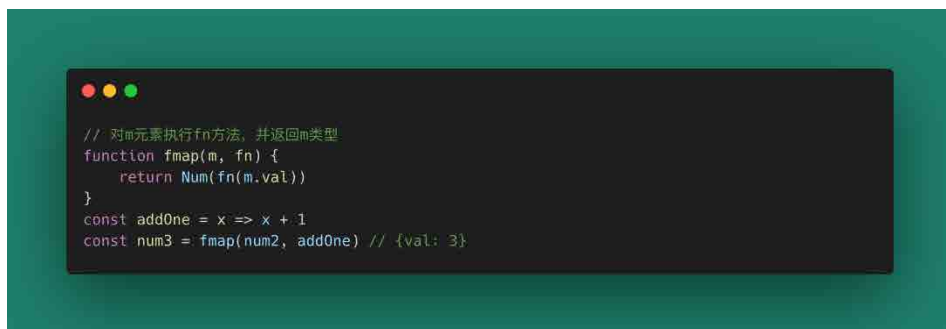 // 对m元素执行fn方法，并返回m类型
function fmap(m, fn) {
    return Num(fn(m.val))
}
const addOne = x => x + 1
const num3 = fmap(num2, addOne) // {val: 3}